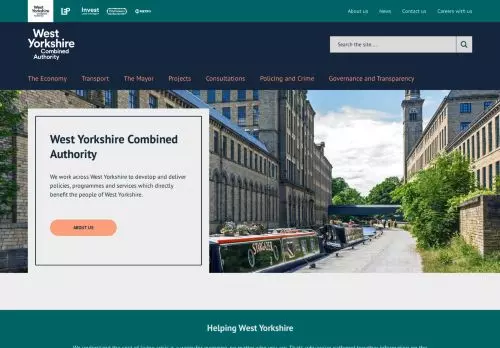 West
Yorkshire
Combined
Authority
LEP
Invest
METRO
About us
News
Contact us
Careers with us
West
Yorkshire
Combined
Authority
Search the site ...
The Economy
Transport
The Mayor
Projects
Consultations
Policing and Crime
Governance and Transparency
West Yorkshire Combined
Authority
We work across West Yorkshire to develop and deliver
policies, programmes and services which directly
benefit the people of West Yorkshire.
ABOUT US
Helping West Yorkshire